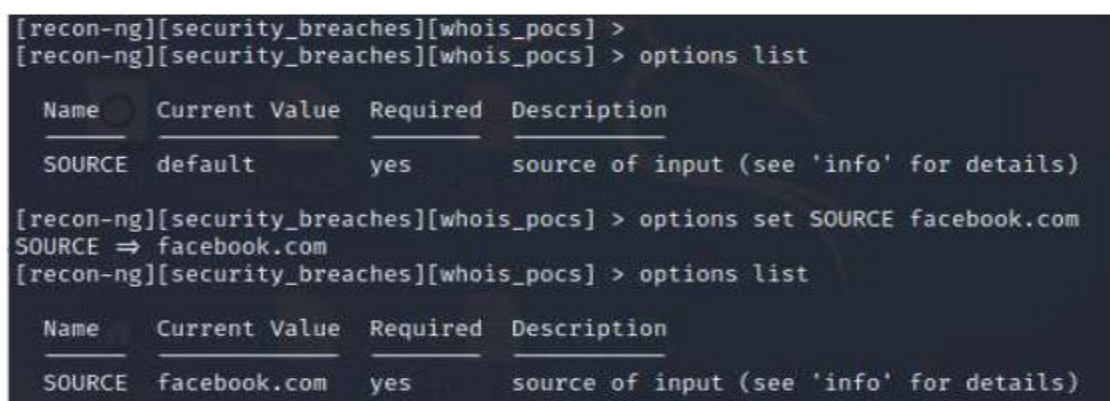 [recon-ng][security_breaches][whois_pocs] >
[recon-ng][security_breaches][whois_pocs] > options list
Name Current Value Required Description
SOURCE default yes source of input (see 'info' for details)
[recon-ng][security_breaches][whois_pocs] > options set SOURCE facebook.com
SOURCE ⇒ facebook.com
[recon-ng][security_breaches][whois_pocs] > options list
Name Current Value Required Description
SOURCE facebook.com yes source of input (see 'info' for details)